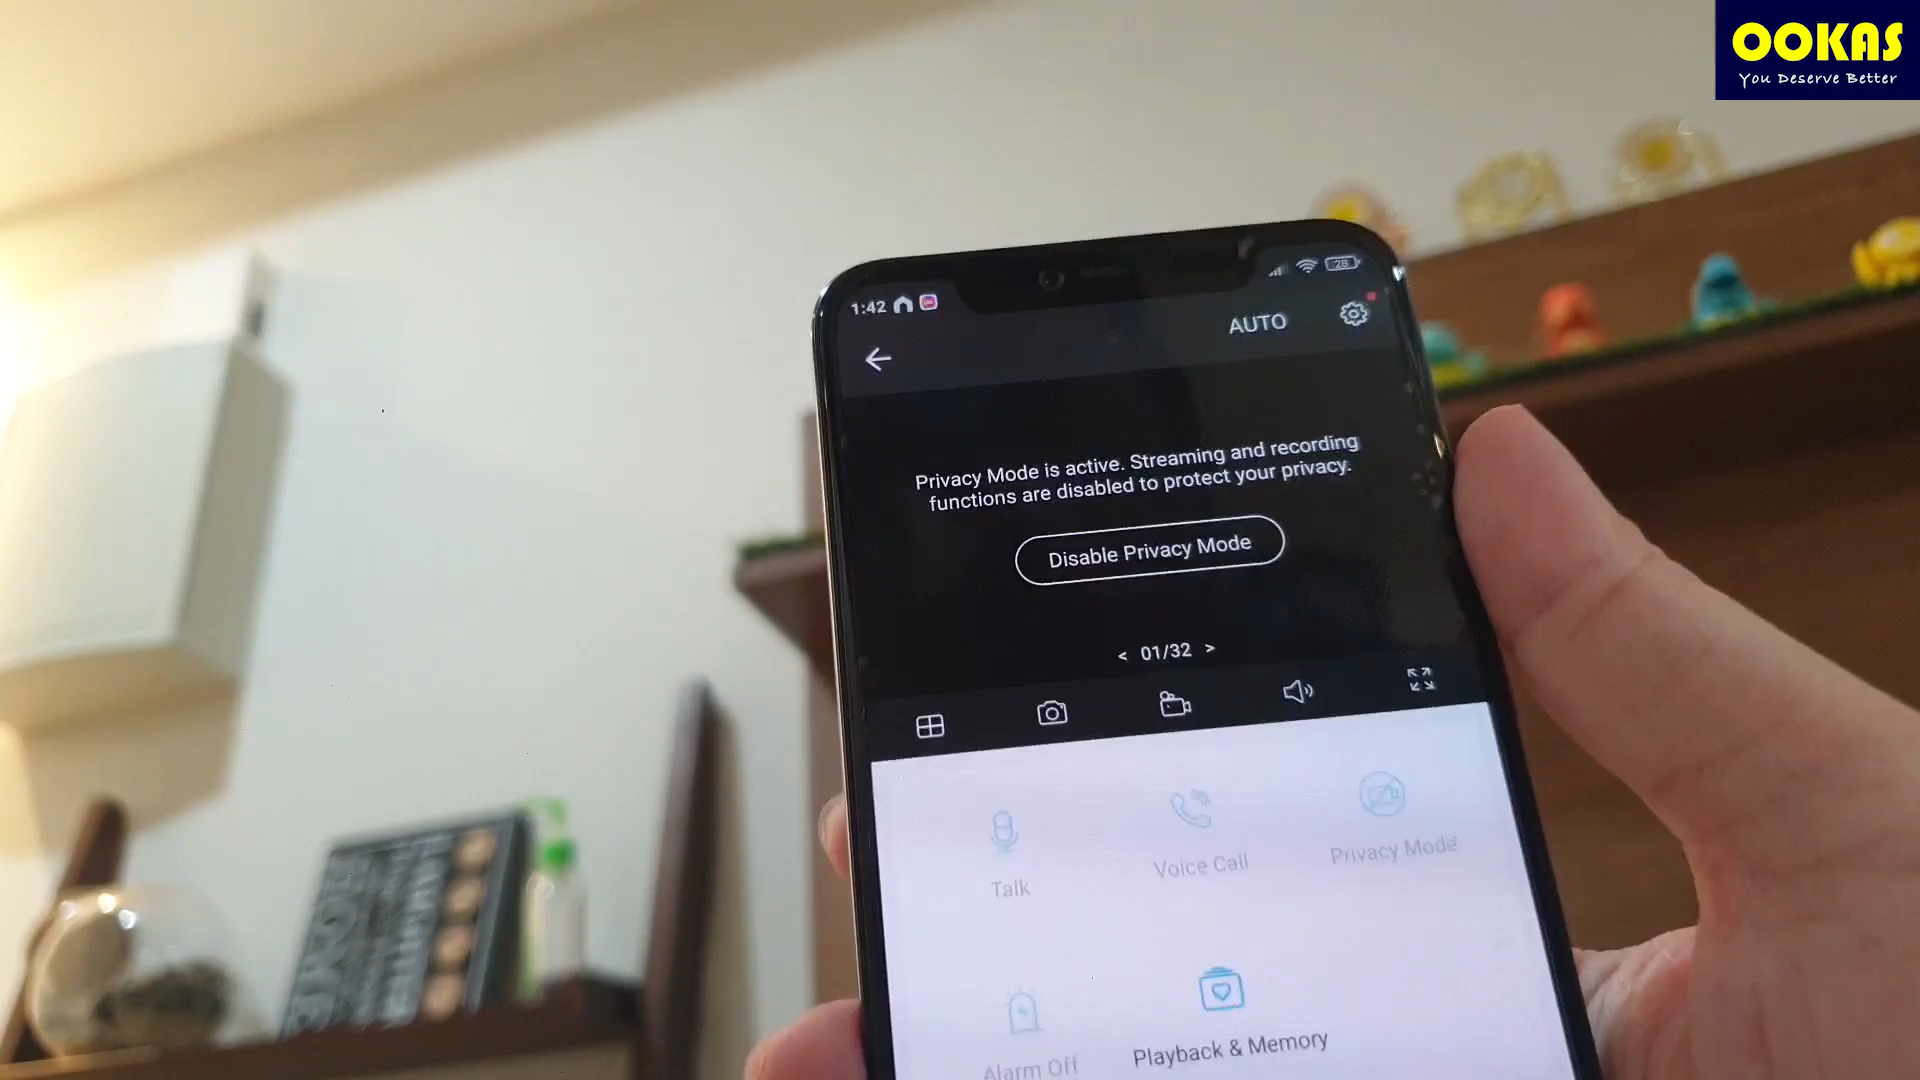 OOKAS
You Deserve Better
1:42
28
AUTO
Privacy Mode is active. Streaming and recording
functions are disabled to protect your privacy.
Disable Privacy Mode
< 01/32 >
Talk
Voice Call
Privacy Mode
Alarm Off
Playback & Memory